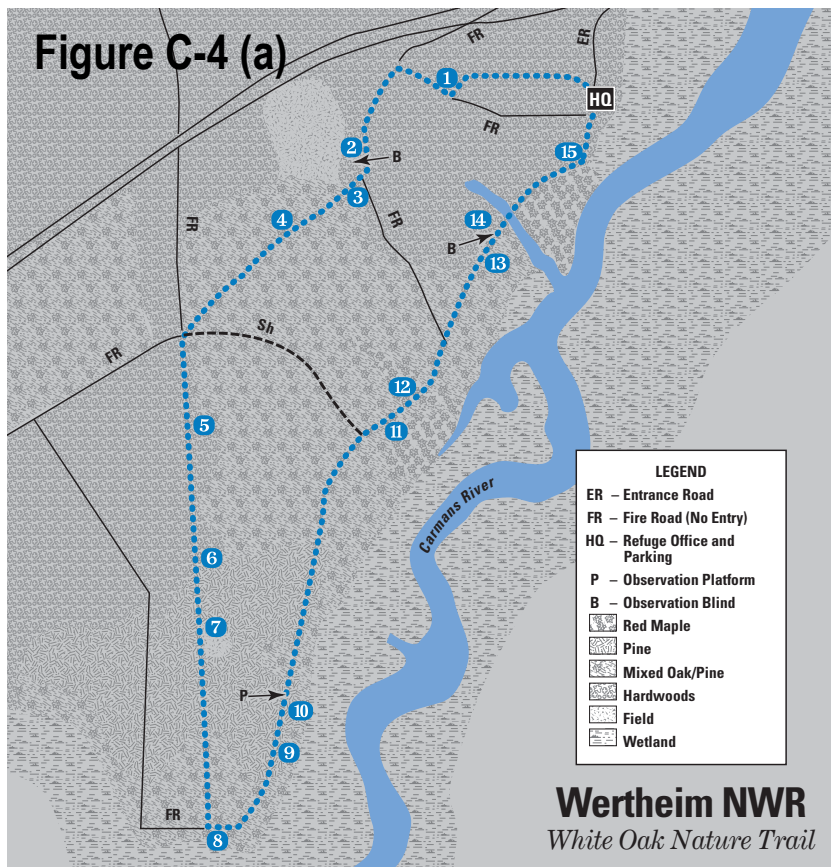 Figure C-4 (a)
FR
ER
1
HQ
FR
2
B
15
3
4
14
FR
FR
B
13
Sh
FR
12
5
11
LEGEND
ER – Entrance Road
FR – Fire Road (No Entry)
HQ – Refuge Office and
Parking
P – Observation Platform
B – Observation Blind
Red Maple
Pine
Mixed Oak/Pine
Hardwoods
Field
Wetland
Carmans River
6
7
P
10
9
FR
8
Wertheim NWR
White Oak Nature Trail